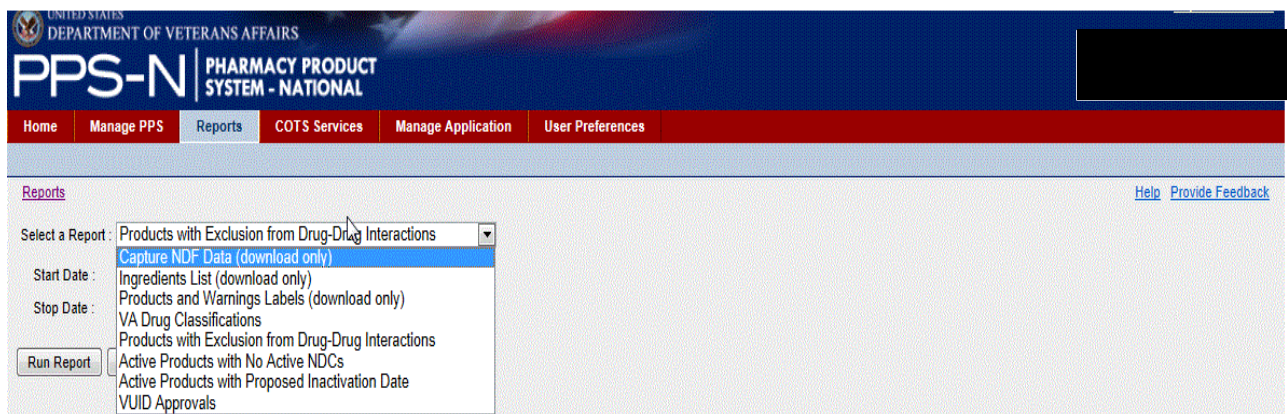 UNITED STATES
DEPARTMENT OF VETERANS AFFAIRS
PPS-N PHARMACY PRODUCT
SYSTEM - NATIONAL
Home Manage PPS Reports COTS Services Manage Application User Preferences
Reports Help Provide Feedback
Select a Report : Products with Exclusion from Drug-Drug Interactions
Capture NDF Data (download only)
Start Date : Ingredients List (download only)
Products and Warnings Labels (download only)
Stop Date :
VA Drug Classifications
Products with Exclusion from Drug-Drug Interactions
Run Report Active Products with No Active NDCs
Active Products with Proposed Inactivation Date
VUID Approvals